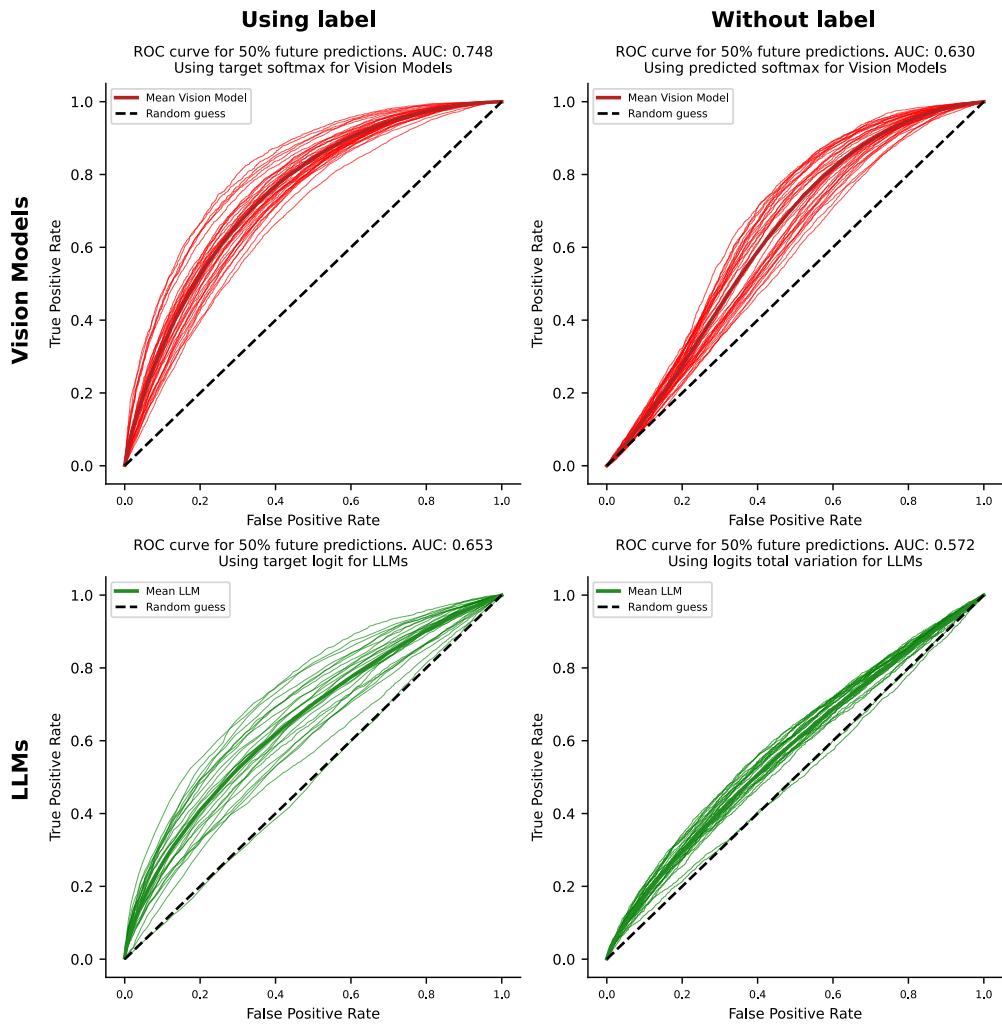 Using label
Without label
Vision Models
LLMs
ROC curve for 50% future predictions. AUC: 0.748
Using target softmax for Vision Models
Mean Vision Model
Random guess
1.0
0.8
0.6
0.4
0.2
0.0
True Positive Rate
0.0 0.2 0.4 0.6 0.8 1.0
False Positive Rate
ROC curve for 50% future predictions. AUC: 0.630
Using predicted softmax for Vision Models
Mean Vision Model
Random guess
1.0
0.8
0.6
0.4
0.2
0.0
True Positive Rate
0.0 0.2 0.4 0.6 0.8 1.0
False Positive Rate
ROC curve for 50% future predictions. AUC: 0.653
Using target logit for LLMs
Mean LLM
Random guess
1.0
0.8
0.6
0.4
0.2
0.0
True Positive Rate
0.0 0.2 0.4 0.6 0.8 1.0
False Positive Rate
ROC curve for 50% future predictions. AUC: 0.572
Using logits total variation for LLMs
Mean LLM
Random guess
1.0
0.8
0.6
0.4
0.2
0.0
True Positive Rate
0.0 0.2 0.4 0.6 0.8 1.0
False Positive Rate